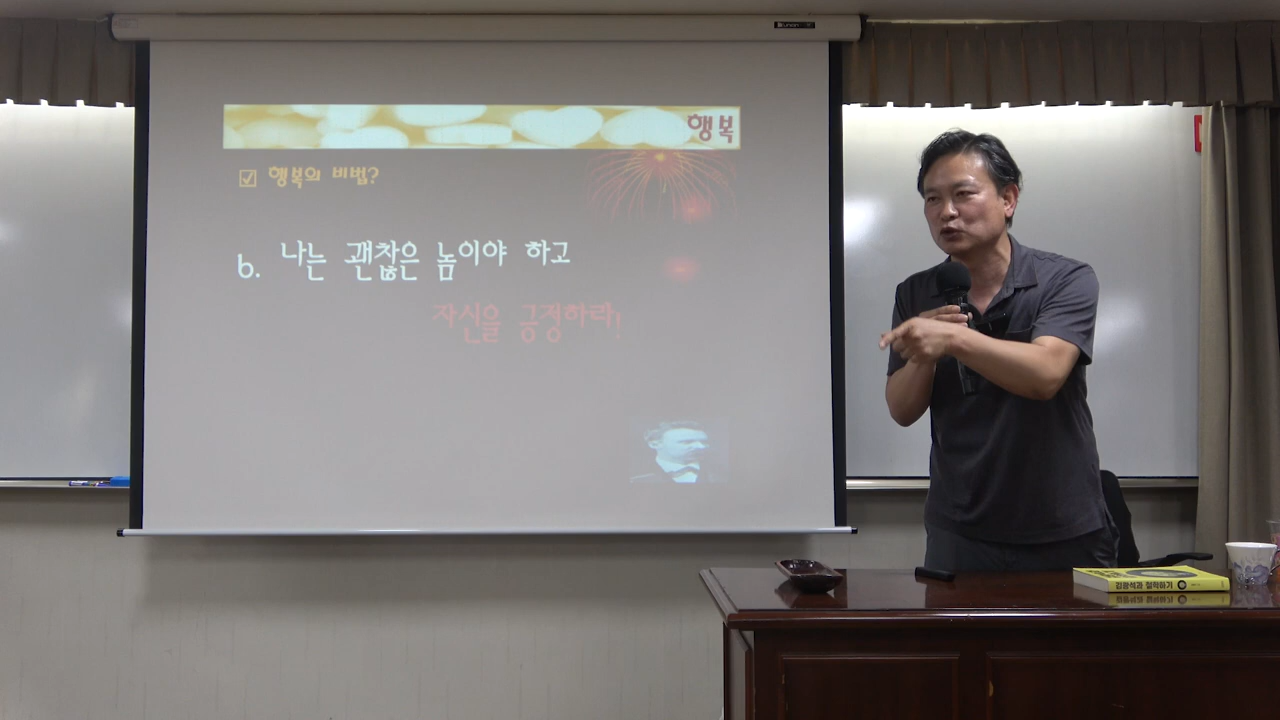 행복
행복의 비법?
b. 나는 괜찮은 놈이야 하고
자신을 긍정하라!
김광석과 철학하기